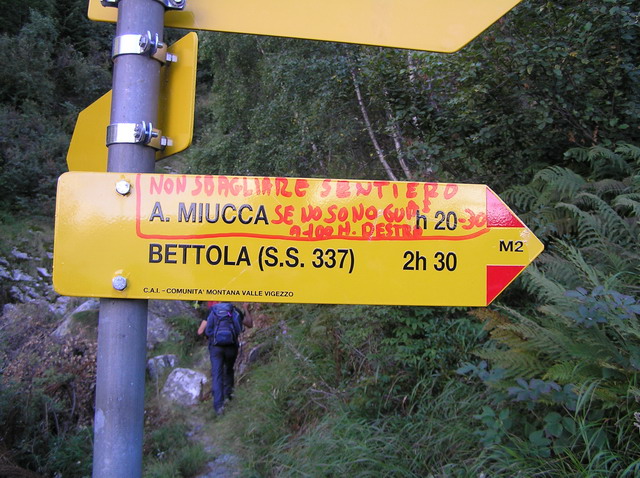 NON SBAGLIARE SENTIERO
A. MIUCCA SE NO SONO h 20-30
A 100 M. DESTRA
BETTOLA (S.S. 337) 2h 30
M2
C.A.I. - COMUNITA' MONTANA VALLE VIGEZZO